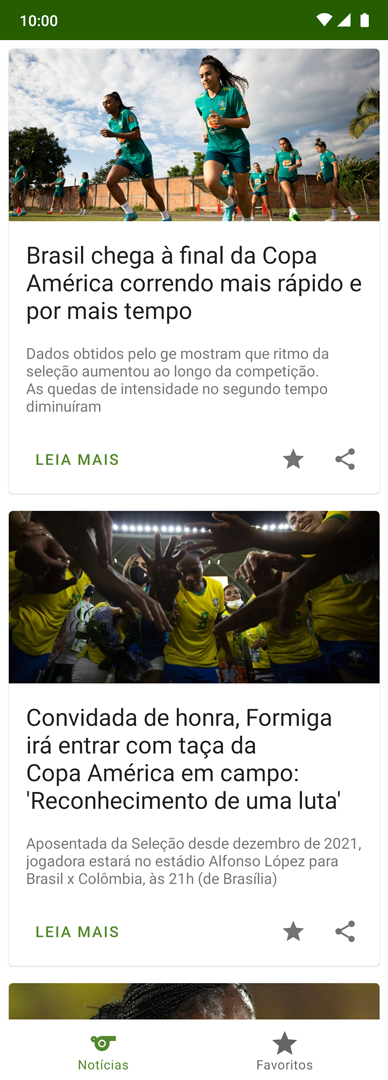 10:00
Brasil chega à final da Copa
América correndo mais rápido e
por mais tempo
Dados obtidos pelo ge mostram que ritmo da
seleção aumentou ao longo da competição.
As quedas de intensidade no segundo tempo
diminuíram
LEIA MAIS
Convidada de honra, Formiga
irá entrar com taça da
Copa América em campo:
'Reconhecimento de uma luta'
Aposentada da Seleção desde dezembro de 2021,
jogadora estará no estádio Alfonso López para
Brasil x Colômbia, às 21h (de Brasília)
LEIA MAIS
Notícias
Favoritos